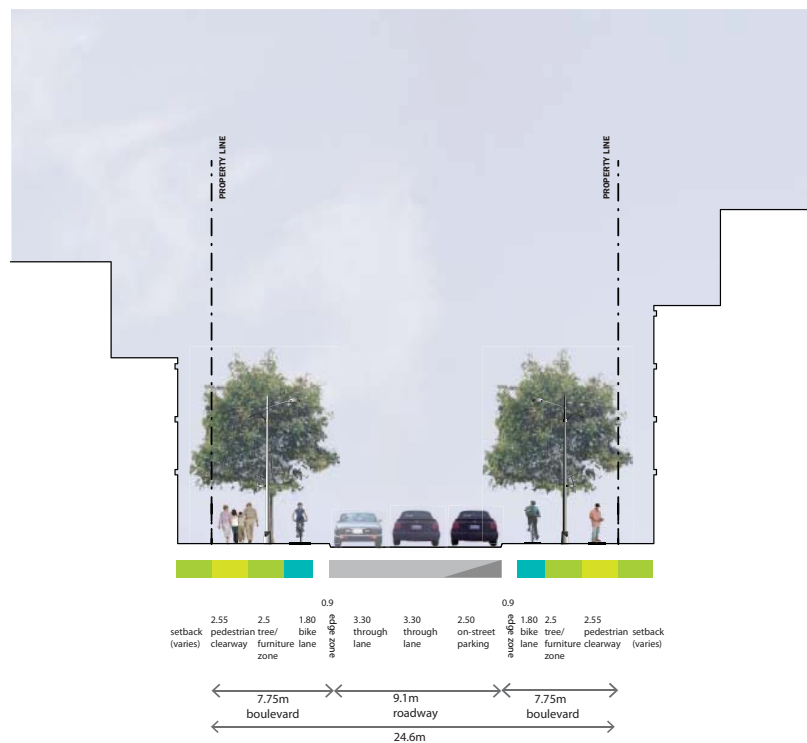 PROPERTY LINE
PROPERTY LINE
setback
(varies)
2.55
pedestrian
clearway
2.5
tree/
furniture
zone
1.80
bike
lane
0.9
edge zone
3.30
through
lane
3.30
through
lane
2.50
on-street
parking
0.9
edge zone
1.80
bike
lane
2.5
tree/
furniture
zone
2.55
pedestrian
clearway
setback
(varies)
7.75m
boulevard
9.1m
roadway
7.75m
boulevard
24.6m